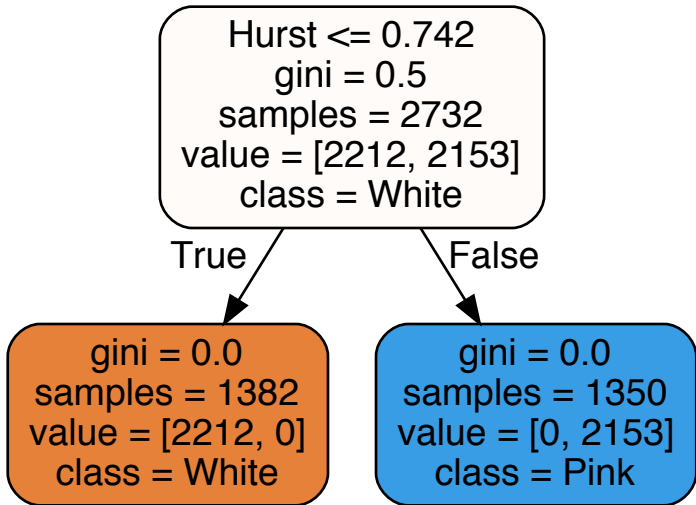 Hurst <= 0.742
gini = 0.5
samples = 2732
value = [2212, 2153]
class = White
True
False
gini = 0.0
samples = 1382
value = [2212, 0]
class = White
gini = 0.0
samples = 1350
value = [0, 2153]
class = Pink